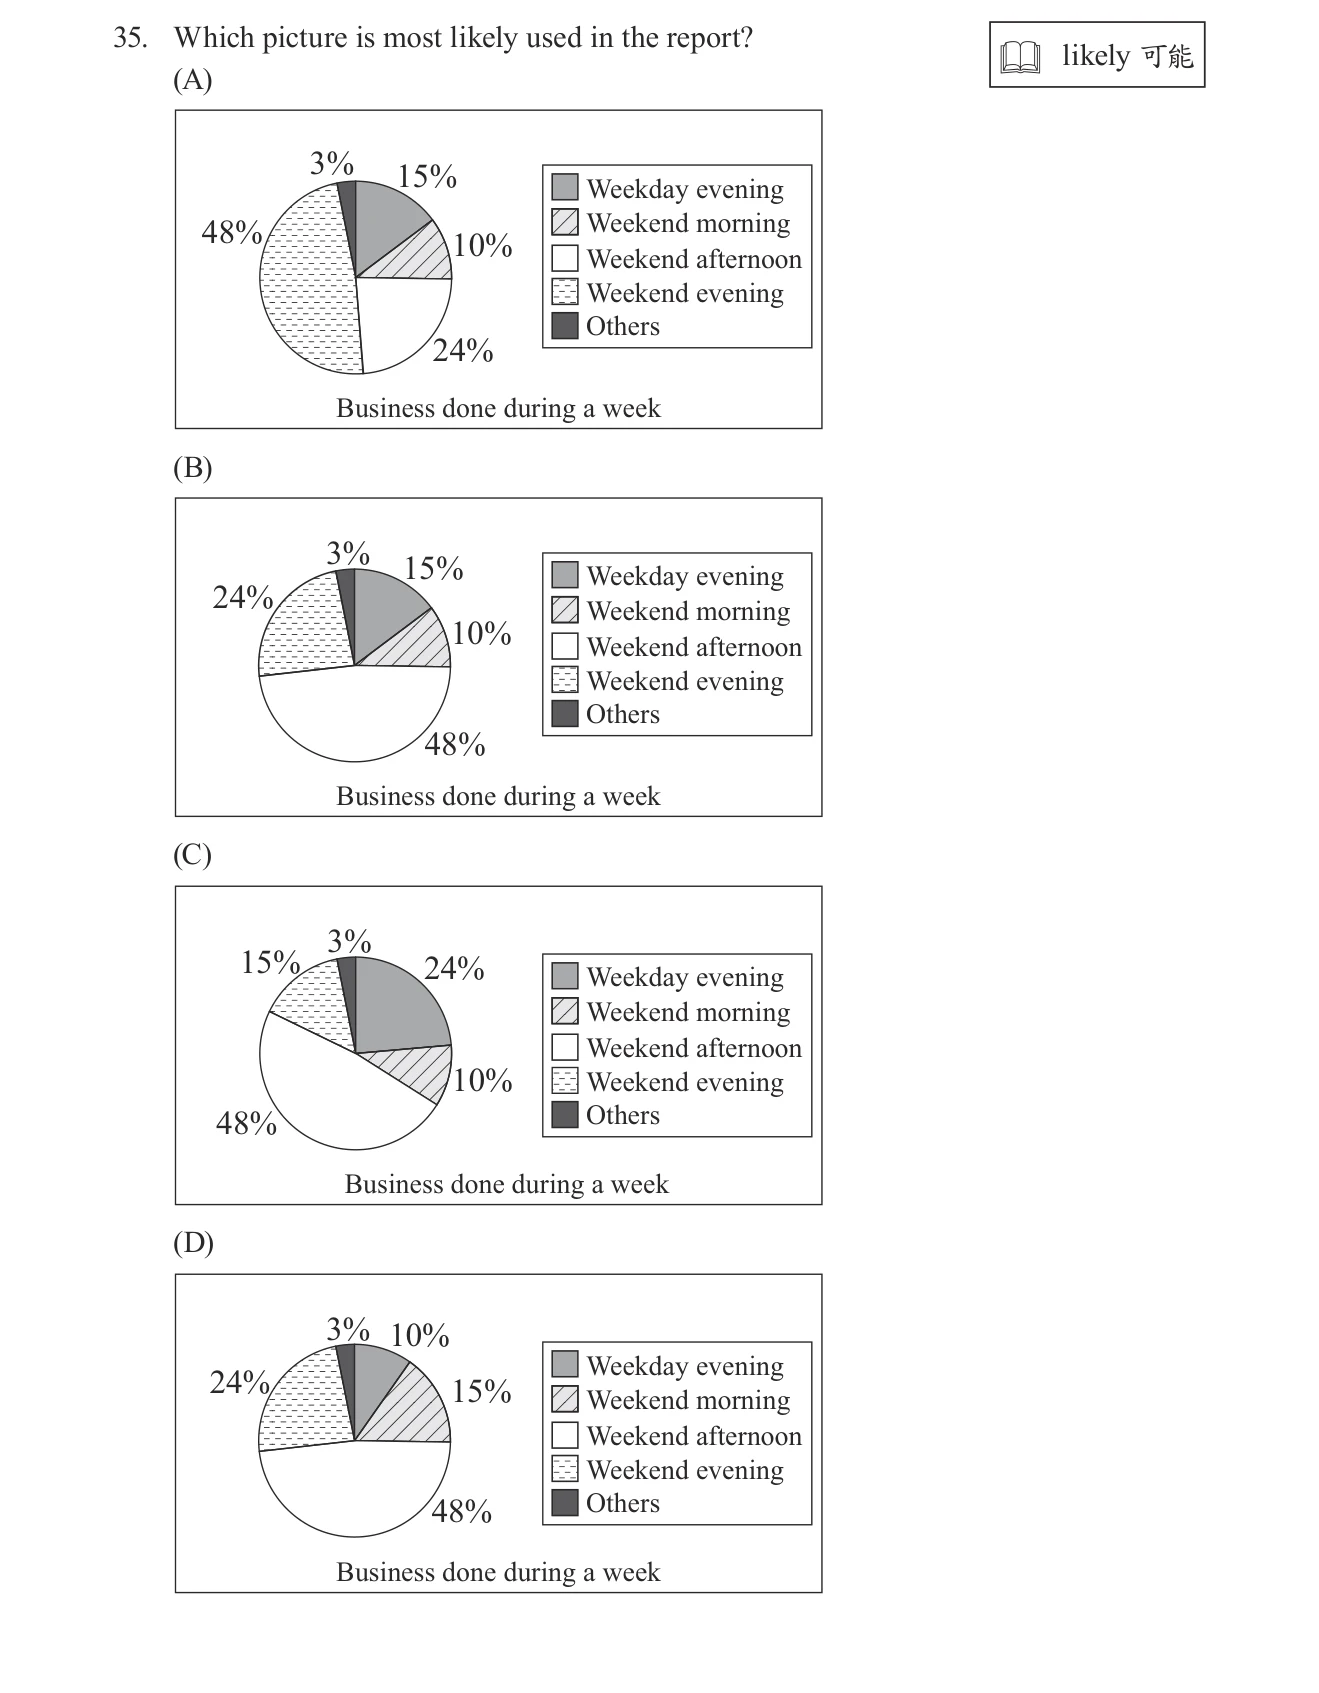 35. Which picture is most likely used in the report?
likely 可能
(A)
3%
15%
48%
10%
24%
Weekday evening
Weekend morning
Weekend afternoon
Weekend evening
Others
Business done during a week
(B)
3%
15%
24%
10%
48%
Weekday evening
Weekend morning
Weekend afternoon
Weekend evening
Others
Business done during a week
(C)
3%
15%
24%
10%
48%
Weekday evening
Weekend morning
Weekend afternoon
Weekend evening
Others
Business done during a week
(D)
3%
10%
24%
15%
48%
Weekday evening
Weekend morning
Weekend afternoon
Weekend evening
Others
Business done during a week